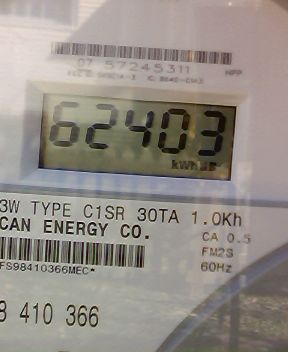 07 57245311
62403
kWh
3W TYPE C1SR 30TA 1.0Kh
CAN ENERGY CO.
CA 0.5
FM2S
60Hz
FS98410366MEC*
8 410 366